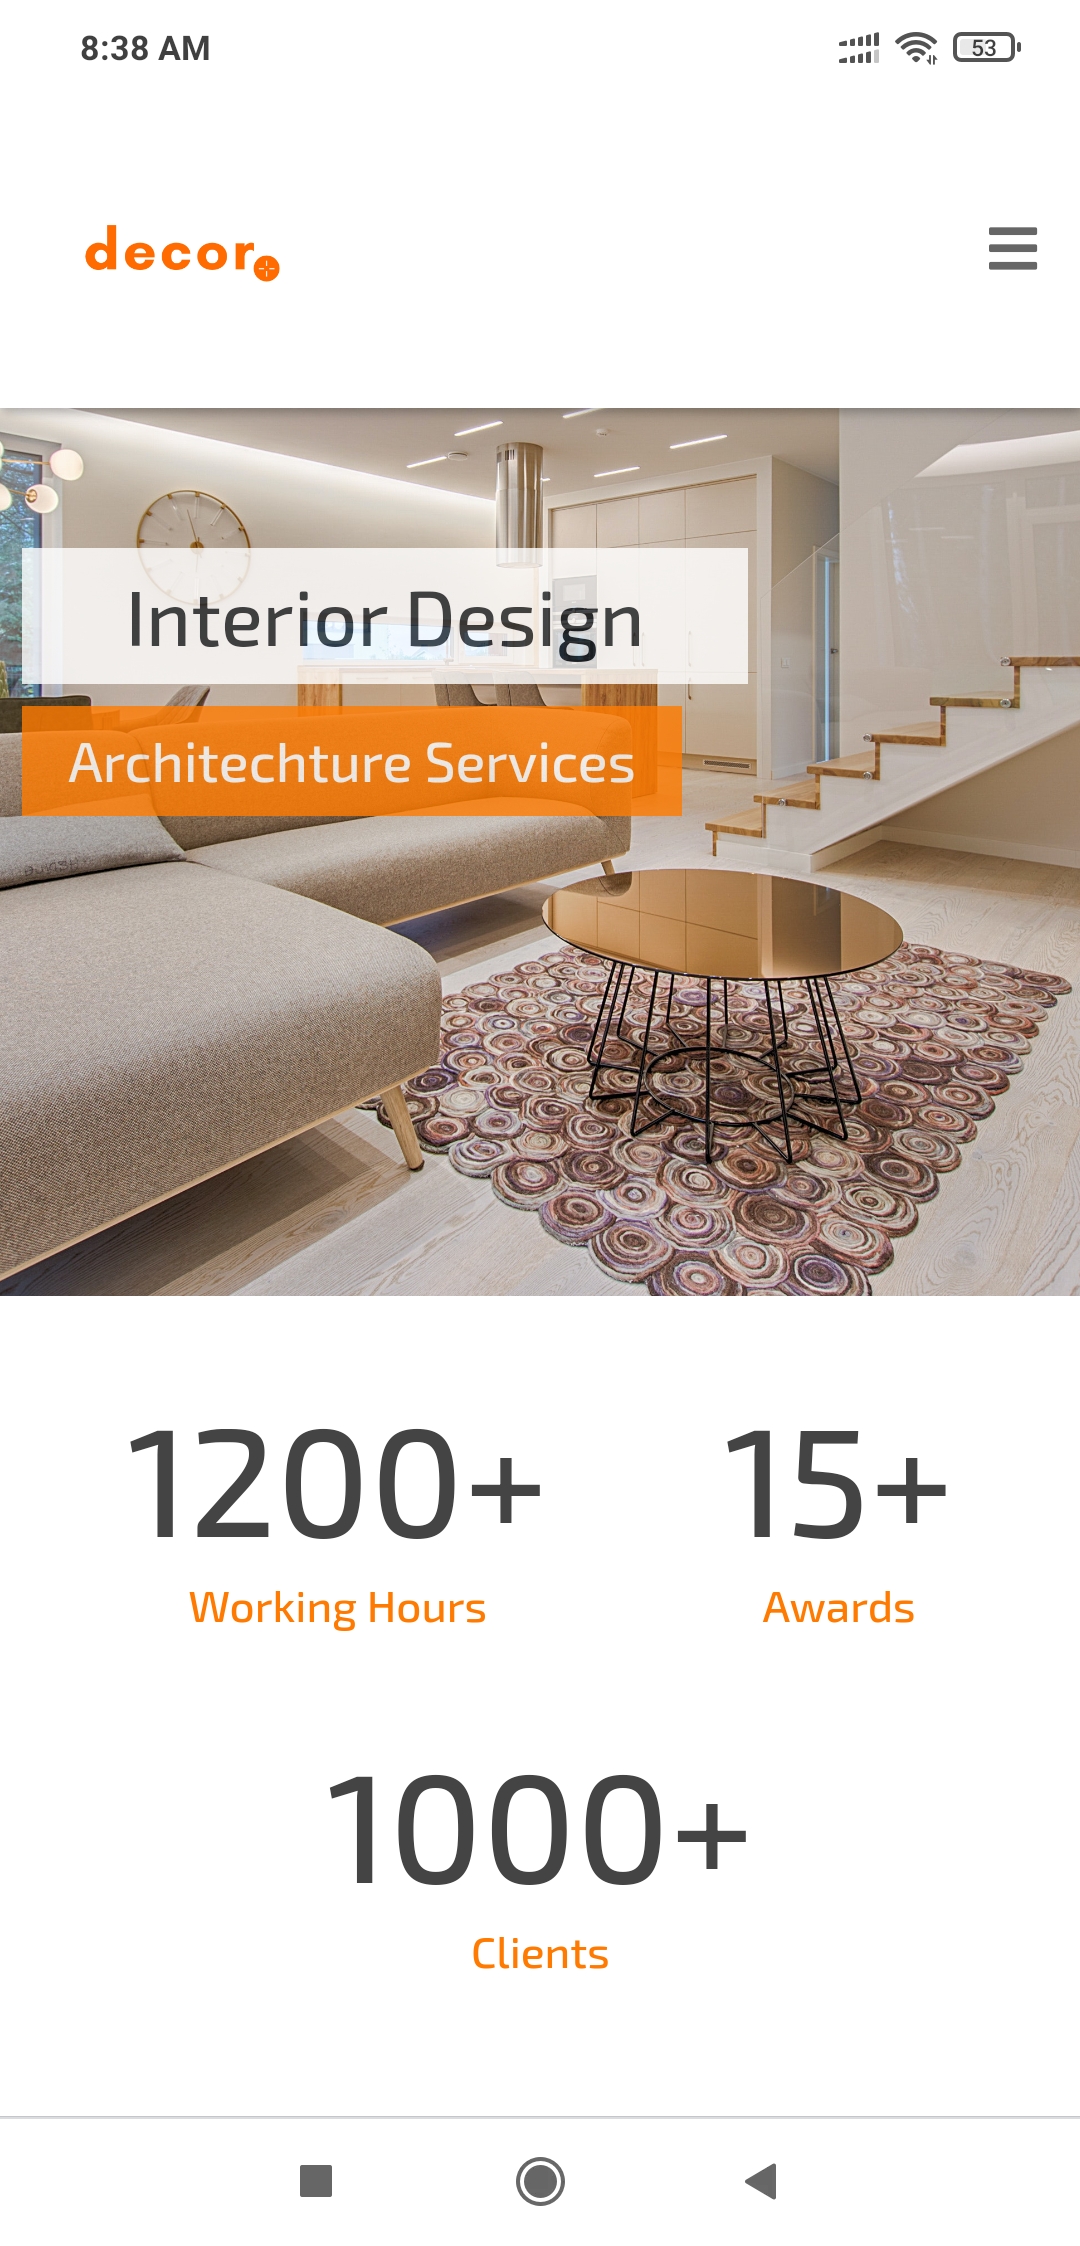 8:38 AM
53
decor
Interior Design
Architechture Services
1200+
Working Hours
15+
Awards
1000+
Clients